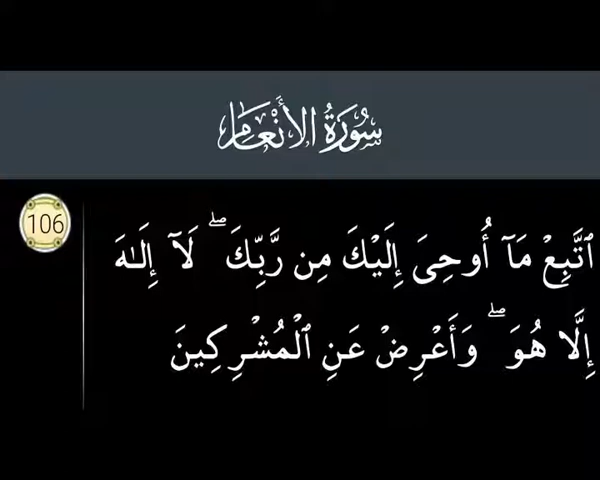 سُورَةُ الأَنْعَام
106
ٱتَّبِعْ مَآ أُوحِىَ إِلَيْكَ مِن رَّبِّكَ ۖ لَآ إِلَـٰهَ
إِلَّا هُوَ ۖ وَأَعْرِضْ عَنِ ٱلْمُشْرِكِينَ